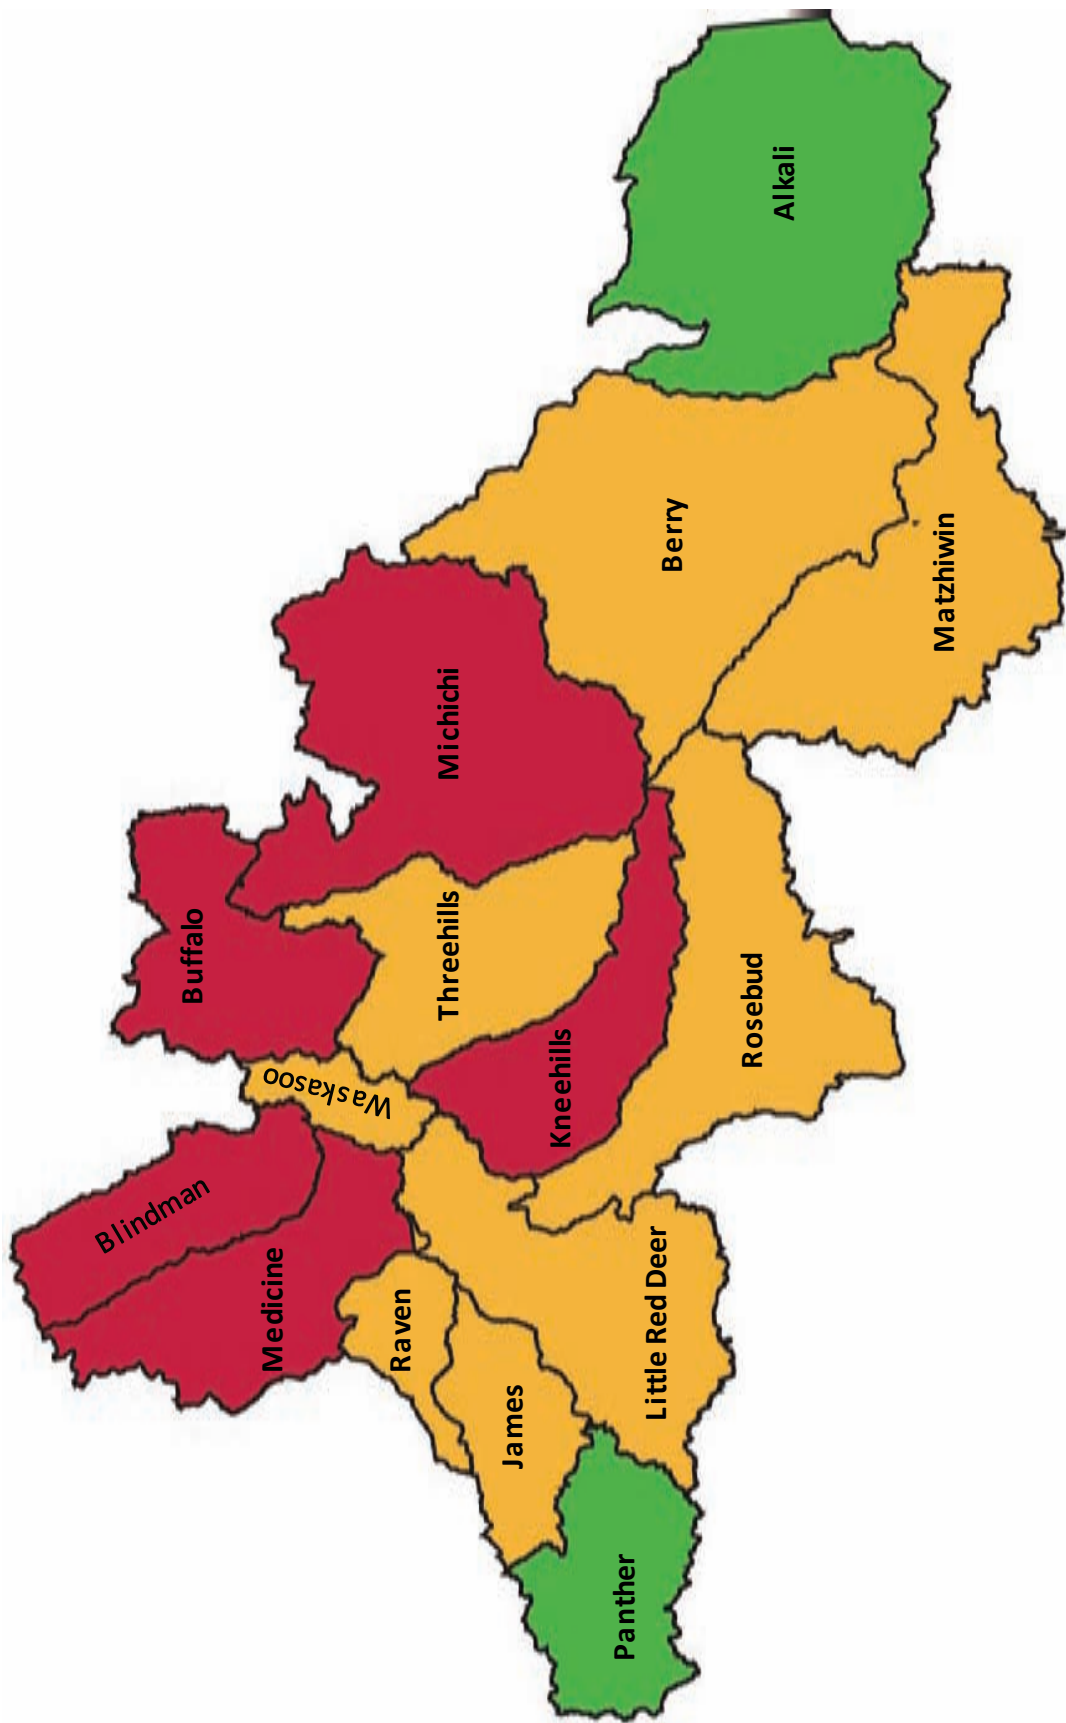 Panther
James
Raven
Little Red Deer
Medicine
Blindman
Waskasoo
Kneehills
Threehills
Buffalo
Rosebud
Michichi
Berry
Matzhiwin
Alkali